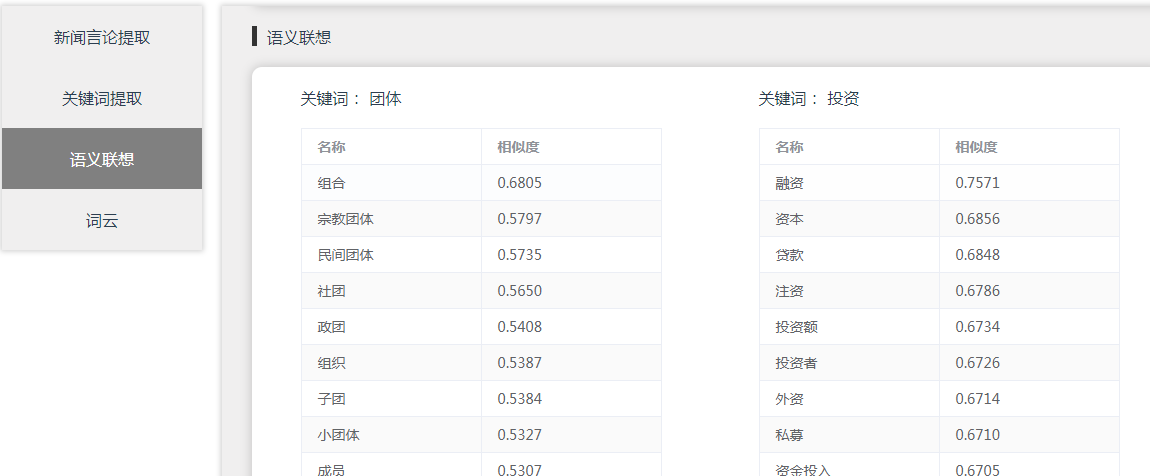 新闻言论提取
关键词提取
语义联想
词云
语义联想
关键词： 团体
名称 相似度
组合 0.6805
宗教团体 0.5797
民间团体 0.5735
社团 0.5650
政团 0.5408
组织 0.5387
子团 0.5384
小团体 0.5327
成员 0.5307
关键词： 投资
名称 相似度
融资 0.7571
资本 0.6856
贷款 0.6848
注资 0.6786
投资额 0.6734
投资者 0.6726
外资 0.6714
私募 0.6710
资金投入 0.6705